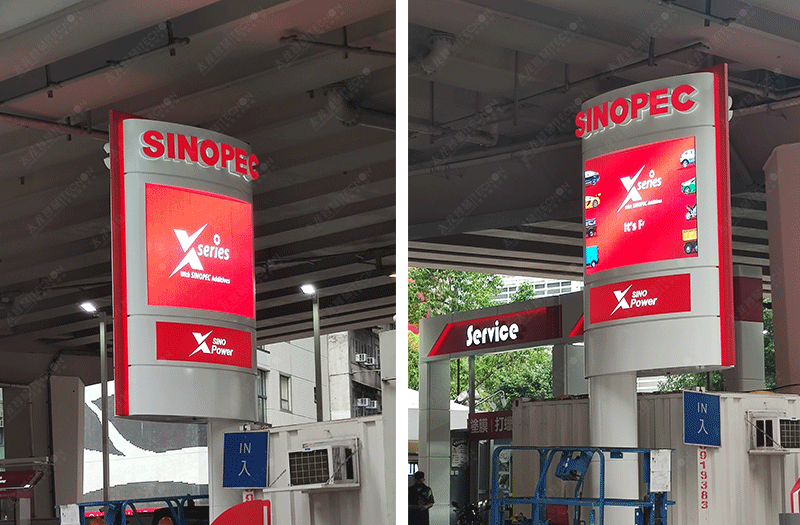 SINOPEC
X series
With SINOPEC Additives
X SINO
Power
IN
入
SINOPEC
X series
With SINOPEC Additives
It's F
X SINO
Power
Service
IN
入
919383